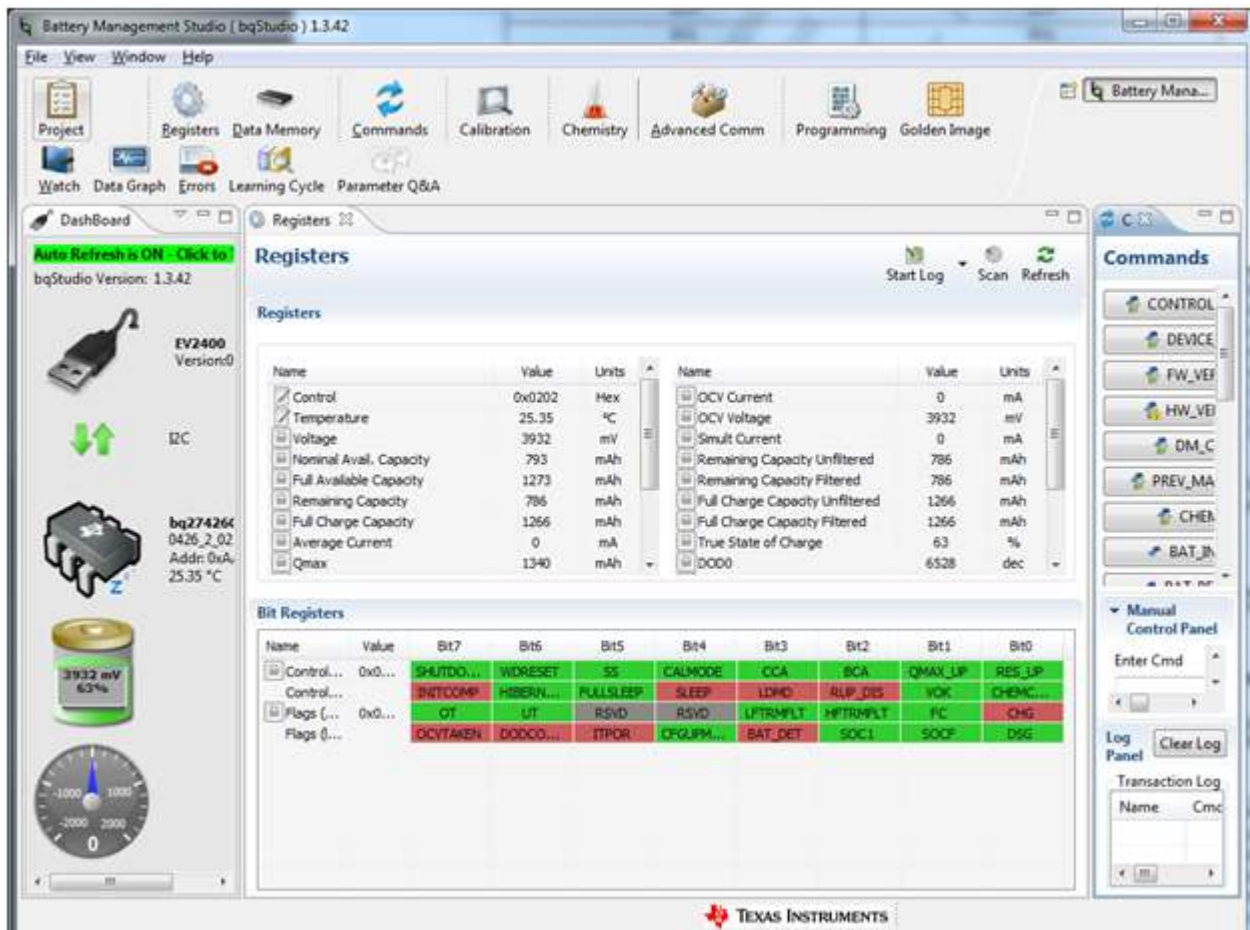 Battery Management Studio ( bqStudio ) 1.3.42
File View Window Help
Project Registers Data Memory Commands Calibration Chemistry Advanced Comm Programming Golden Image
Battery Mana...
Watch Data Graph Errors Learning Cycle Parameter Q&A
DashBoard
Auto Refresh is ON - Click to
bqStudio Version: 1.3.42
EV2400
Version:0
I2C
0426_2_02
Addr: 0xA
25.35 °C
3932 mV
63%
-1000 1000
-2000 2000
0
Registers
Registers
Start Log Scan Refresh
Registers
Name Value Units
Control 0x0202 Hex
Temperature 25.35 °C
Voltage 3932 mV
Nominal Avail. Capacity 793 mAh
Full Available Capacity 1273 mAh
Remaining Capacity 786 mAh
Full Charge Capacity 1266 mAh
Average Current 0 mA
Qmax 1340 mAh
Name Value Units
OCV Current 0 mA
OCV Voltage 3932 mV
Simult Current 0 mA
Remaining Capacity Unfiltered 786 mAh
Remaining Capacity Filtered 786 mAh
Full Charge Capacity Unfiltered 1266 mAh
Full Charge Capacity Filtered 1266 mAh
True State of Charge 63 %
DOD0 6528 dec
Bit Registers
Name Value Bit7 Bit6 Bit5 Bit4 Bit3 Bit2 Bit1 Bit0
Control... 0x0... SHUTDO... WDRESET SS CALMODE CCA BCA QMAX_UP RES_UP
Control... INITCOMP HIBERN... FULLSLEEP SLEEP LDMD RUP_DIS VOK CHEMC...
Flags (... 0x0... OT UT RSVD RSVD LFTRMFLT HFTRMFLT FC CHG
Flags (l... OCVTAKEN DODCO... ITPOR CFGUPM... BAT_DET SOC1 SOCF DSG
C
Commands
CONTROL
DEVICE
FW_VER
HW_VE
DM_C
PREV_MA
CHEM
BAT_IN
Manual
Control Panel
Enter Cmd
Log
Panel
Clear Log
Transaction Log
Name Cmd
TEXAS INSTRUMENTS